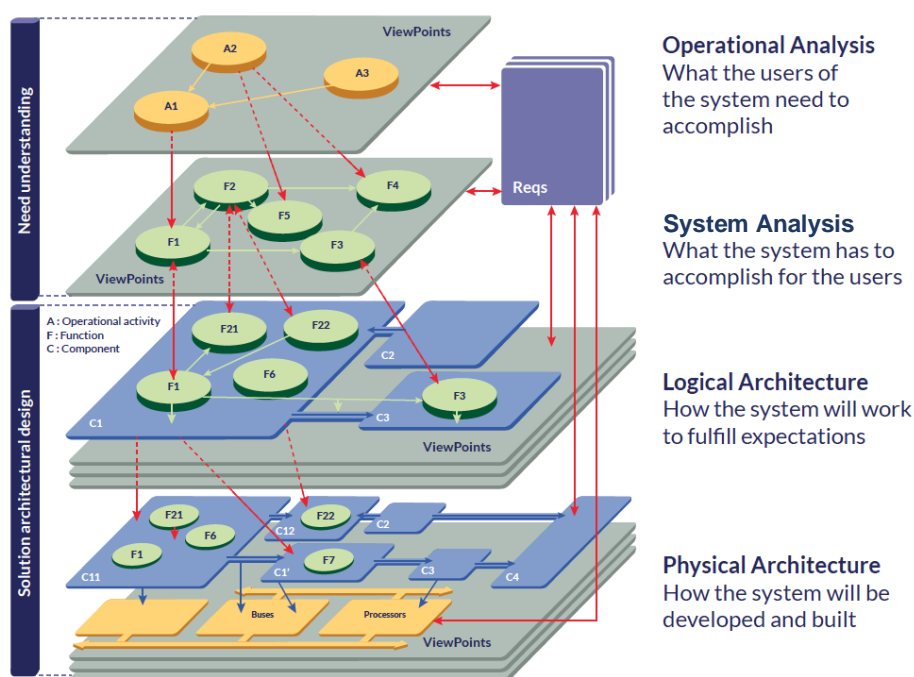 Need understanding
ViewPoints
A2
A3
A1
Reqs
F2
F4
F5
F1
F3
ViewPoints
Solution architectural design
A : Operational activity
F : Function
C : Component
F21
F22
C2
F6
F1
F3
C1
C3
ViewPoints
F21
F22
C2
F6
C12
F1
F7
C3
C11
C1'
C4
Buses
Processors
ViewPoints
Operational Analysis
What the users of
the system need to
accomplish
System Analysis
What the system has to
accomplish for the users
Logical Architecture
How the system will work
to fulfill expectations
Physical Architecture
How the system will be
developed and built